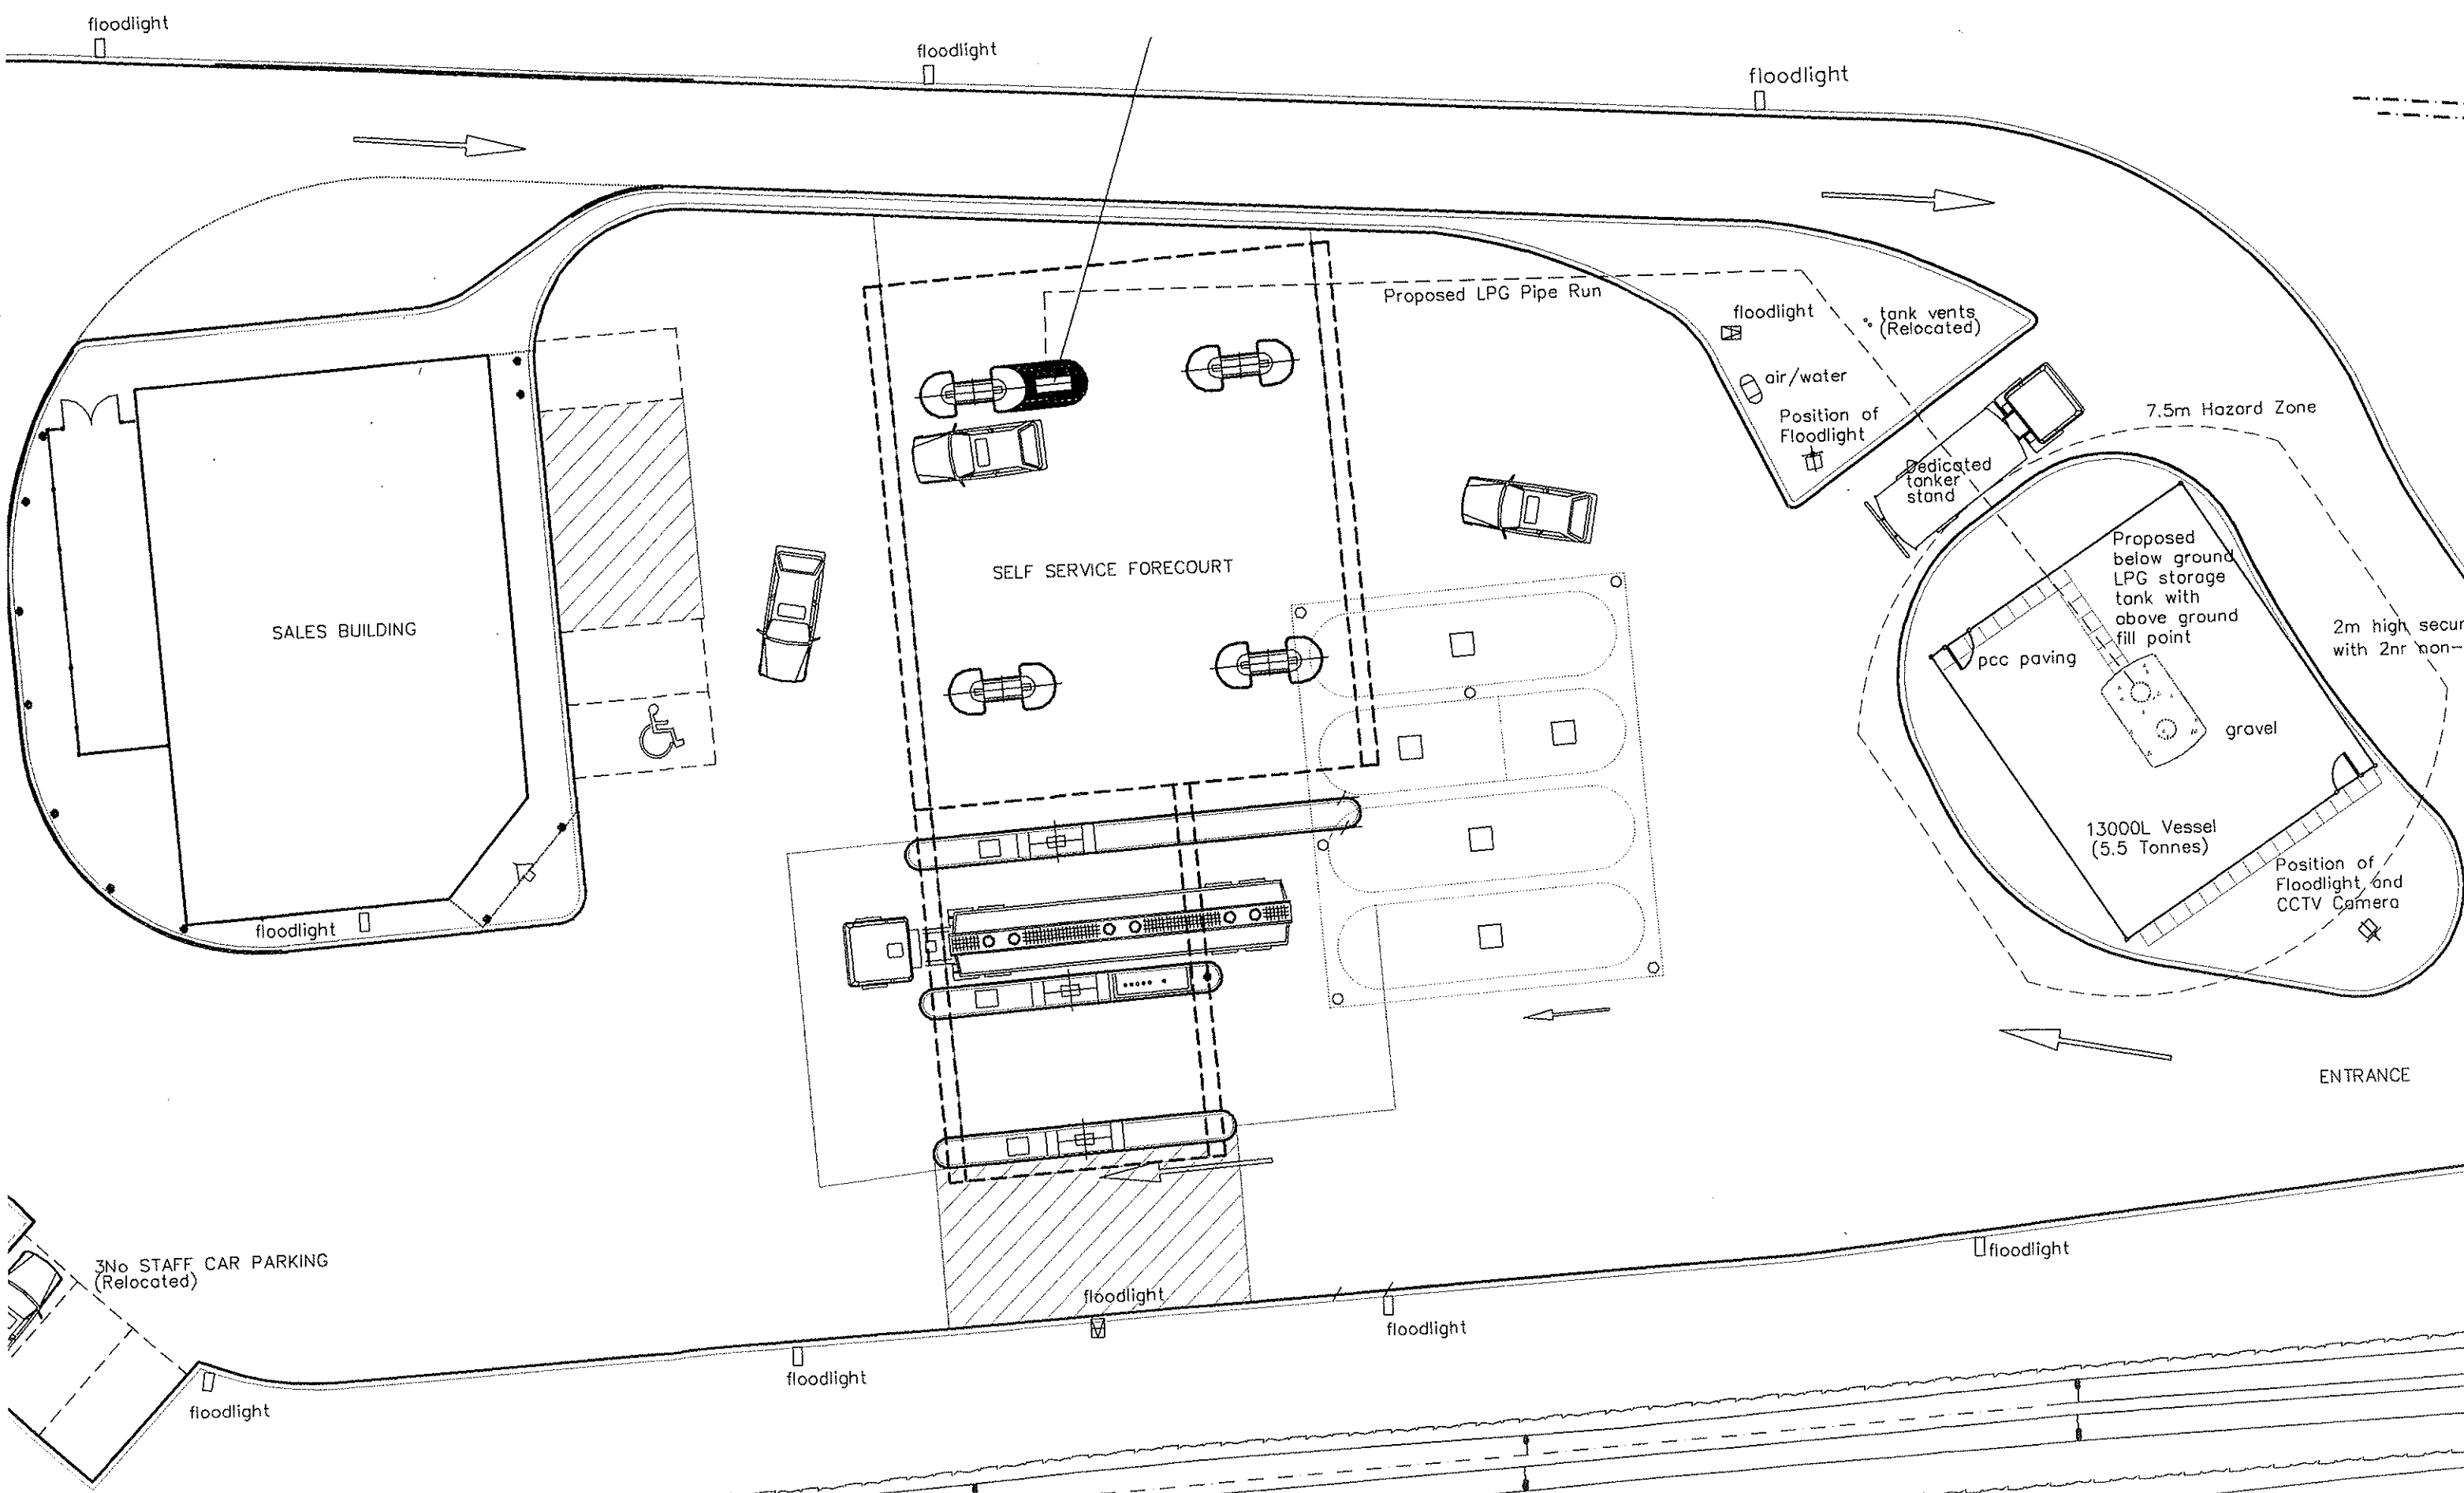 floodlight
floodlight
floodlight
Proposed LPG Pipe Run
floodlight
tank vents
(Relocated)
air/water
Position of
Floodlight
7.5m Hazard Zone
Dedicated
tanker
stand
Proposed
below ground
LPG storage
tank with
above ground
fill point
2m high secur
with 2nr non-
pcc paving
gravel
SELF SERVICE FORECOURT
SALES BUILDING
13000L Vessel
(5.5 Tonnes)
Position of
Floodlight and
CCTV Camera
floodlight
ENTRANCE
3No STAFF CAR PARKING
(Relocated)
floodlight
floodlight
floodlight
floodlight
floodlight